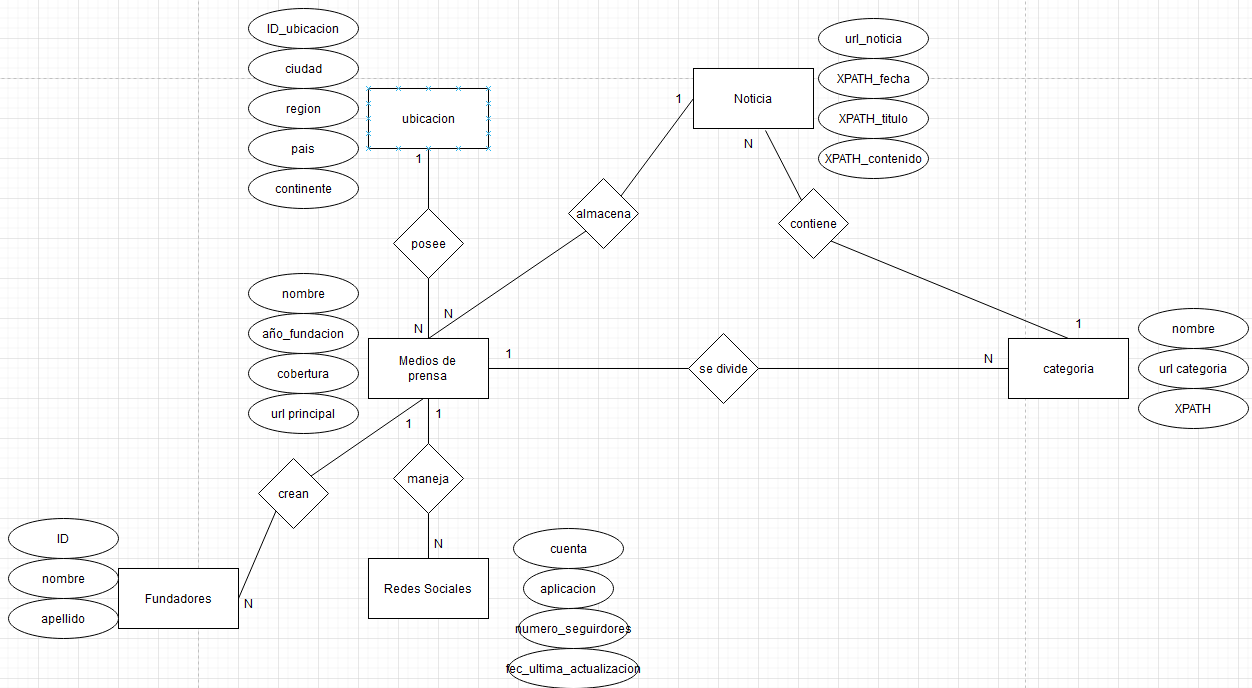 ID_ubicacion
ciudad
region
pais
continente
ubicacion
1
posee
N
Noticia
1
N
url_noticia
XPATH_fecha
XPATH_titulo
XPATH_contenido
almacena
N
contiene
1
nombre
año_fundacion
cobertura
url principal
Medios de
prensa
1
se divide
N
categoria
nombre
url categoria
XPATH
1
crean
N
1
maneja
N
ID
nombre
apellido
Fundadores
Redes Sociales
cuenta
aplicacion
numero_seguirdores
fec_ultima_actualizacion